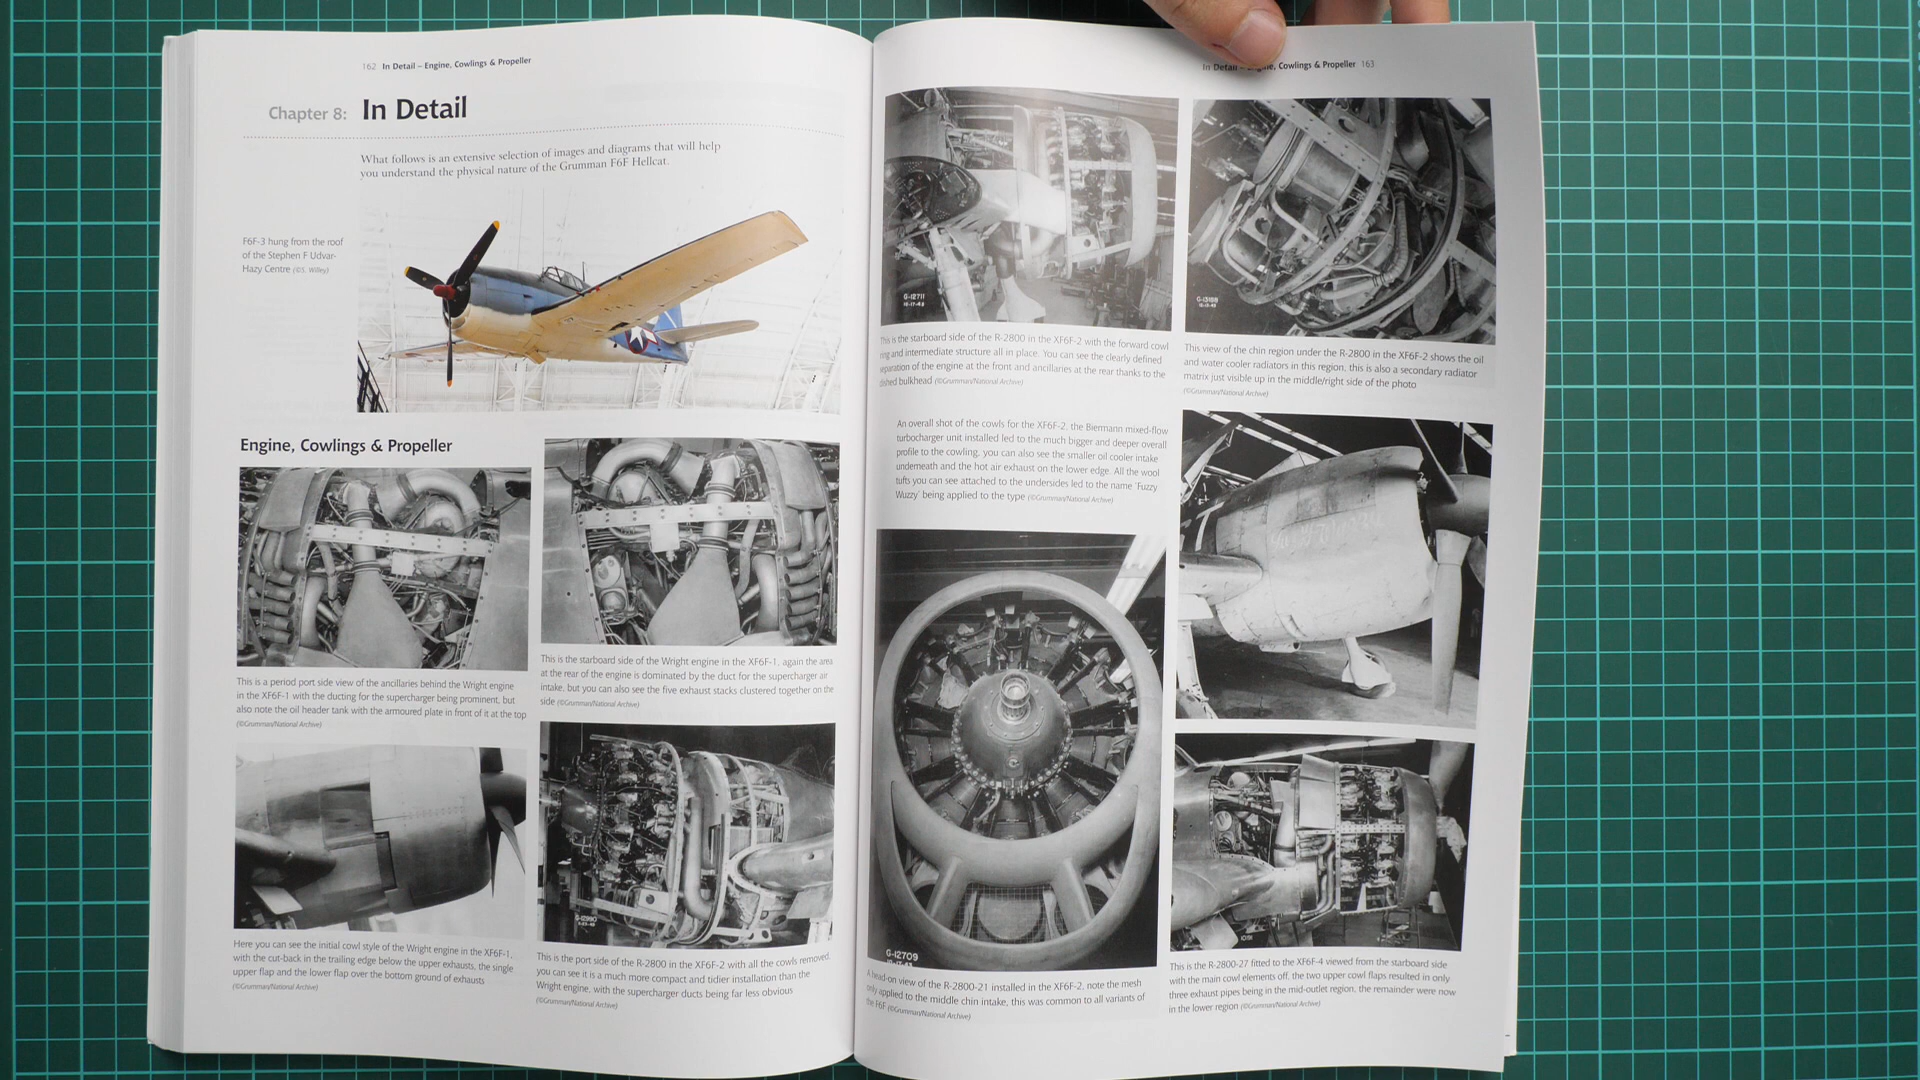 162 In Detail – Engine, Cowlings & Propeller
Chapter 8: In Detail
What follows is an extensive selection of images and diagrams that will help
you understand the physical nature of the Grumman F6F Hellcat.
F6F-3 hung from the roof
of the Stephen F Udvar-
Hazy Centre (©S. Willey)
Engine, Cowlings & Propeller
This is a period port side view of the ancillaries behind the Wright engine
in the XF6F-1 with the ducting for the supercharger being prominent, but
also note the oil header tank with the armoured plate in front of it at the top
(©Grumman/National Archive)
This is the starboard side of the Wright engine in the XF6F-1, again the area
at the rear of the engine is dominated by the duct for the supercharger air
intake, but you can also see the five exhaust stacks clustered together on the
side (©Grumman/National Archive)
Here you can see the initial cowl style of the Wright engine in the XF6F-1,
with the cut-back in the trailing edge below the upper exhausts, the single
upper flap and the lower flap over the bottom ground of exhausts
(©Grumman/National Archive)
This is the port side of the R-2800 in the XF6F-2 with all the cowls removed,
you can see it is a much more compact and tidier installation than the
Wright engine, with the supercharger ducts being far less obvious
(©Grumman/National Archive)
In Detail – Engine, Cowlings & Propeller 163
G-12711
This is the starboard side of the R-2800 in the XF6F-2 with the forward cowl
ring and intermediate structure all in place. You can see the clearly defined
separation of the engine at the front and ancillaries at the rear thanks to the
dished bulkhead (©Grumman/National Archive)
This view of the chin region under the R-2800 in the XF6F-2 shows the oil
and water cooler radiators in this region, this is also a secondary radiator
matrix just visible up in the middle/right side of the photo
(©Grumman/National Archive)
An overall shot of the cowls for the XF6F-2, the Biermann mixed-flow
turbocharger unit installed led to the much bigger and deeper overall
profile to the cowling, you can also see the smaller oil cooler intake
underneath and the hot air exhaust on the lower edge. All the wool
tufts you can see attached to the undersides led to the name 'Fuzzy
Wuzzy' being applied to the type (©Grumman/National Archive)
G-12709
A head-on view of the R-2800-21 installed in the XF6F-2, note the mesh
only applied to the middle chin intake, this was common to all variants of
the F6F (©Grumman/National Archive)
This is the R-2800-27 fitted to the XF6F-4 viewed from the starboard side
with the main cowl elements off, the two upper cowl flaps resulted in only
three exhaust pipes being in the mid-outlet region, the remainder were now
in the lower region (©Grumman/National Archive)